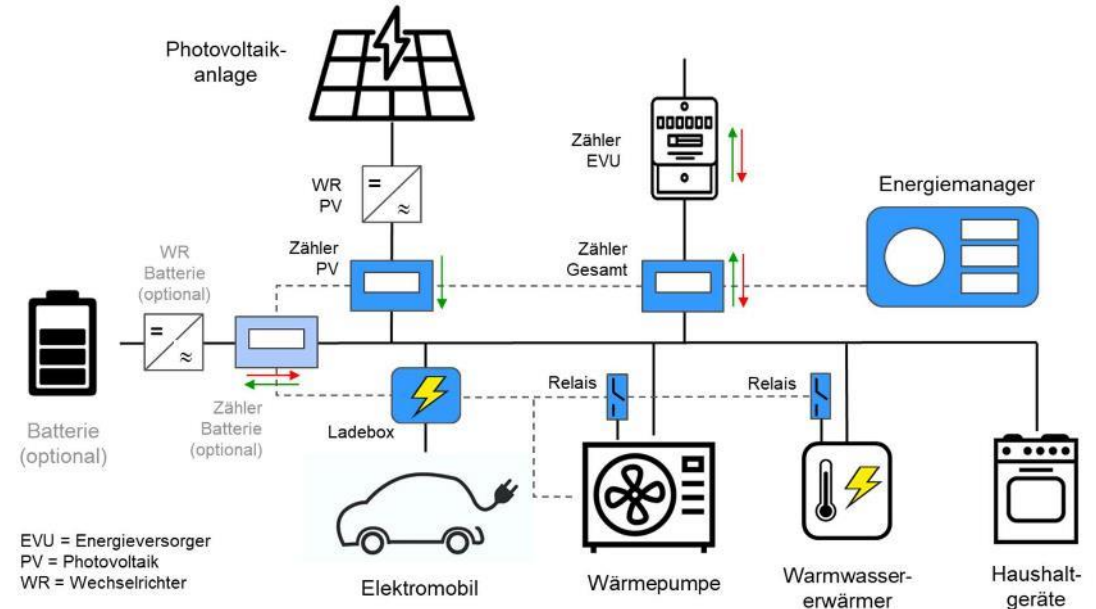 Photovoltaik-
anlage
Zähler
EVU
WR
PV
Energiemanager
Zähler
PV
Zähler
Gesamt
WR
Batterie
(optional)
Relais
Relais
Zähler
Batterie
(optional)
Ladebox
Batterie
(optional)
EVU = Energieversorger
PV = Photovoltaik
WR = Wechselrichter
Elektromobil
Wärmepumpe
Warmwasser-
erwärmer
Haushalt-
geräte